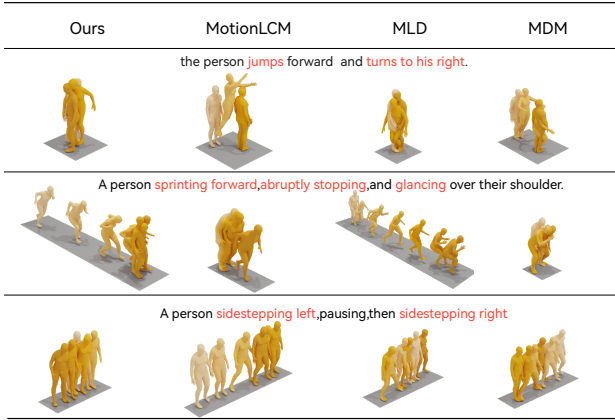 Ours MotionLCM MLD MDM
the person jumps forward and turns to his right.
A person sprinting forward,abruptly stopping,and glancing over their shoulder.
A person sidestepping left,pausing,then sidestepping right